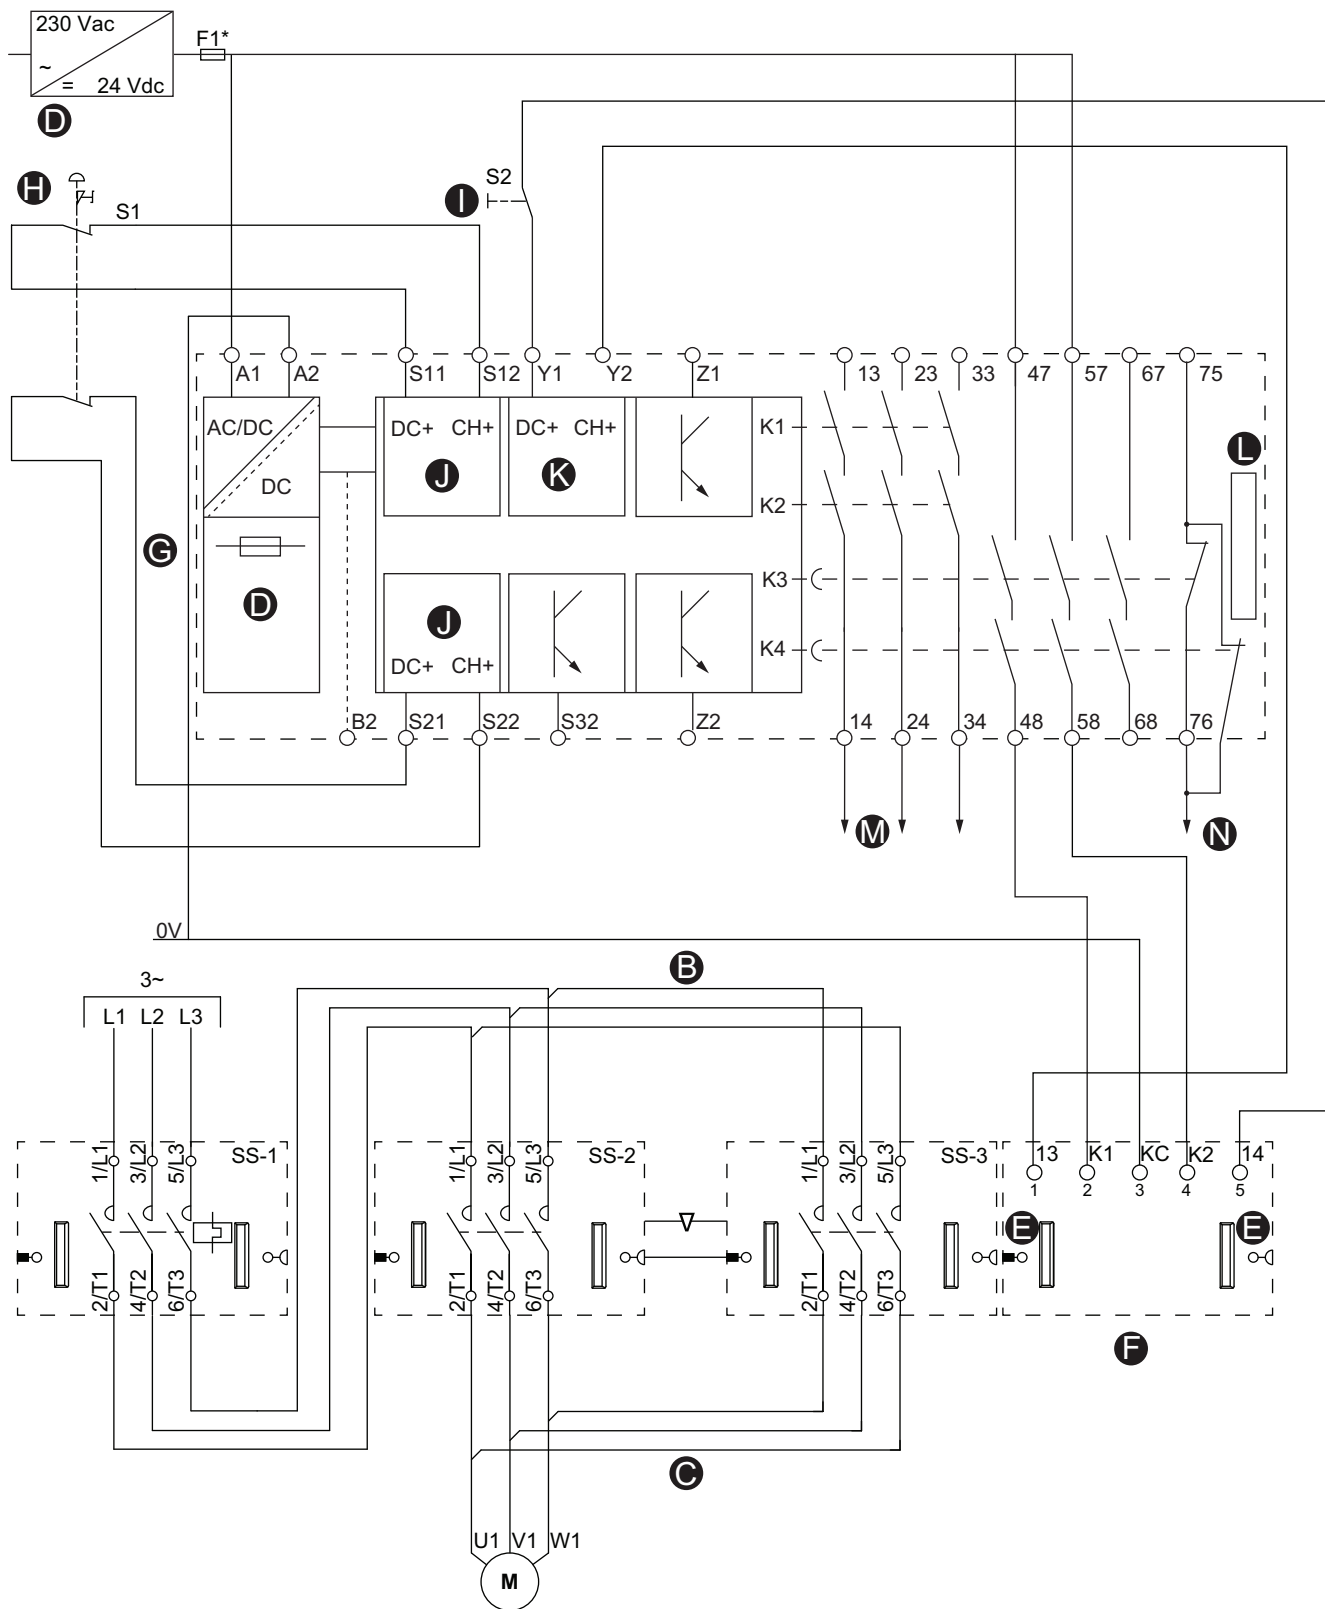 230 Vac
F1*
~
= 24 Vdc
D
H
S1
S2
I
A1 A2 S11 S12 Y1 Y2 Z1 13 23 33 47 57 67 75
AC/DC
DC
DC+ CH+
J
DC+ CH+
K
K1
K2
K3
K4
L
G
D
J
DC+ CH+
B2 S21 S22 S32 Z2 14 24 34 48 58 68 76
M
N
0V
B
3~
L1 L2 L3
1/L1 3/L2 5/L3 SS-1
1/L1 3/L2 5/L3 SS-2
1/L1 3/L2 5/L3 SS-3
13 K1 KC K2 14
1 2 3 4 5
E E
2/T1 4/T2 6/T3
2/T1 4/T2 6/T3
2/T1 4/T2 6/T3
F
C
U1 V1 W1
M